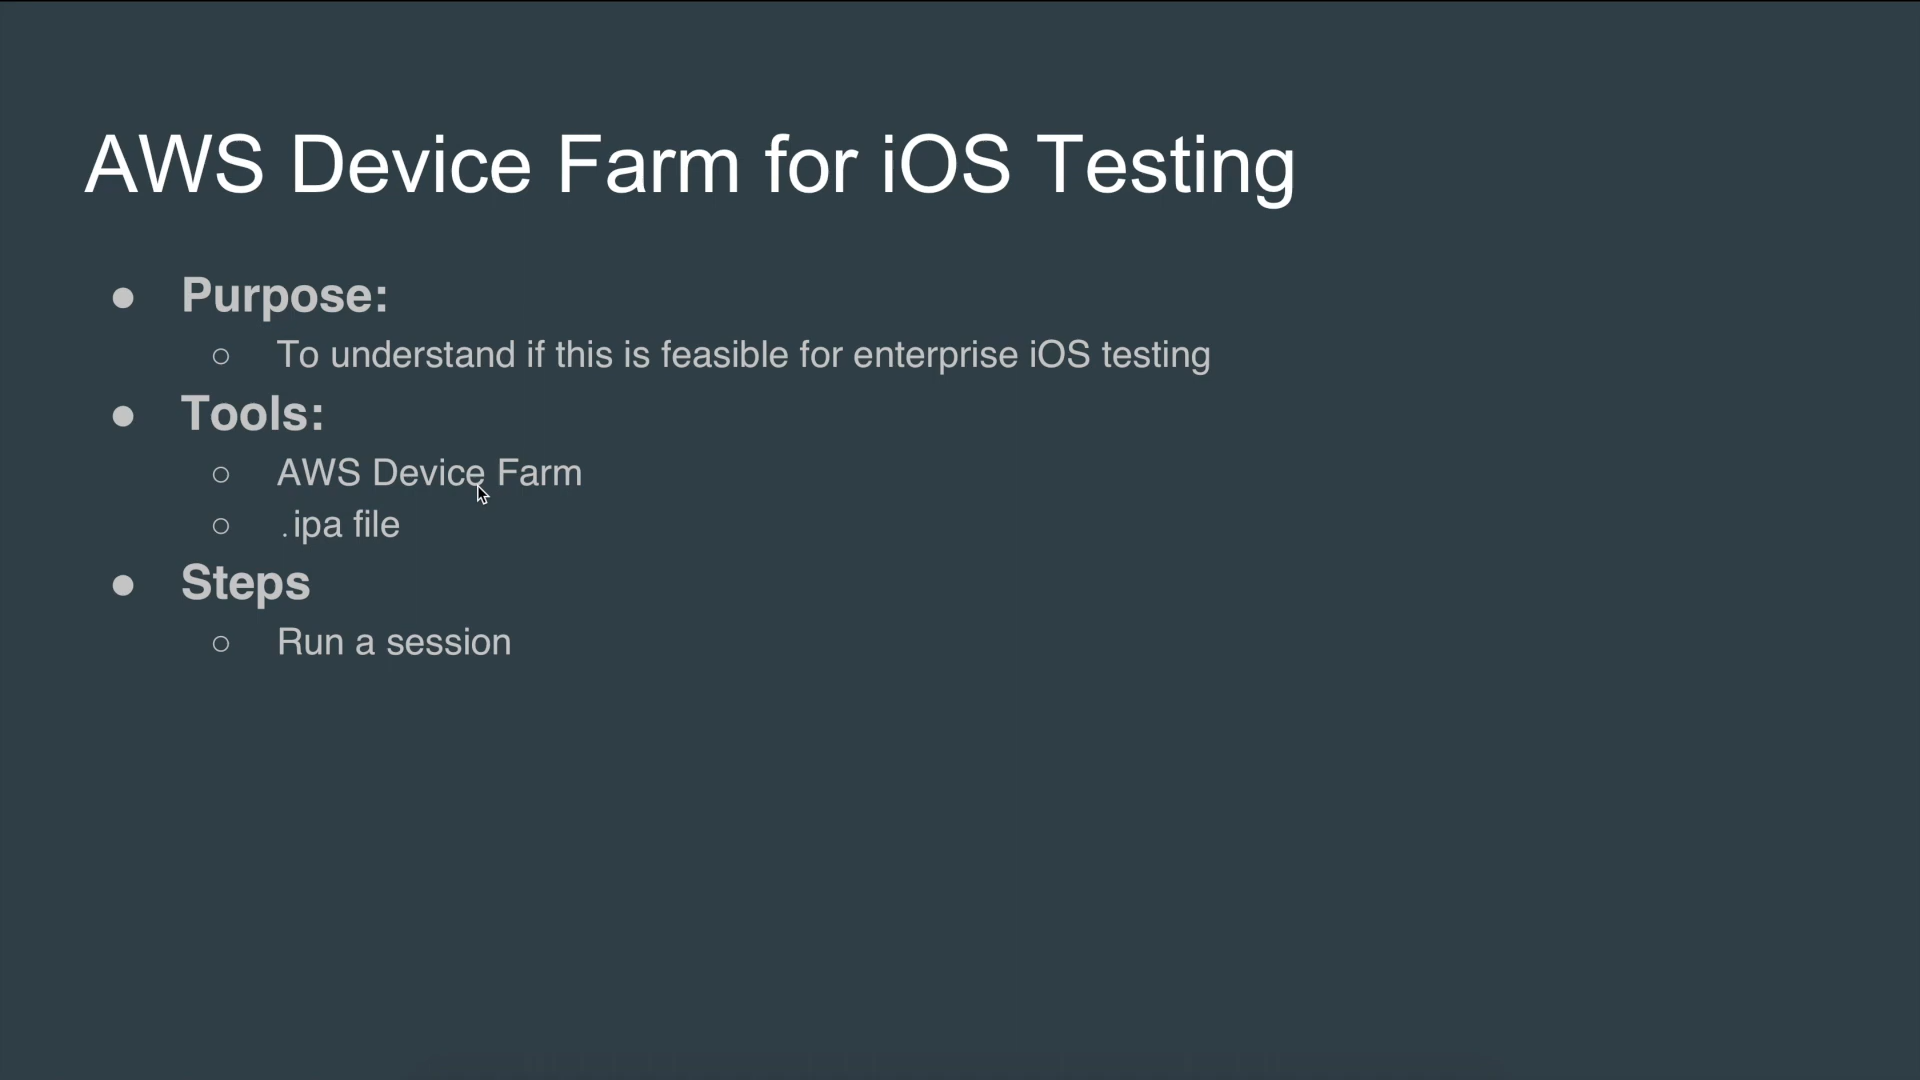 AWS Device Farm for iOS Testing
● Purpose:
○ To understand if this is feasible for enterprise iOS testing
● Tools:
○ AWS Device Farm
○ .ipa file
● Steps
○ Run a session